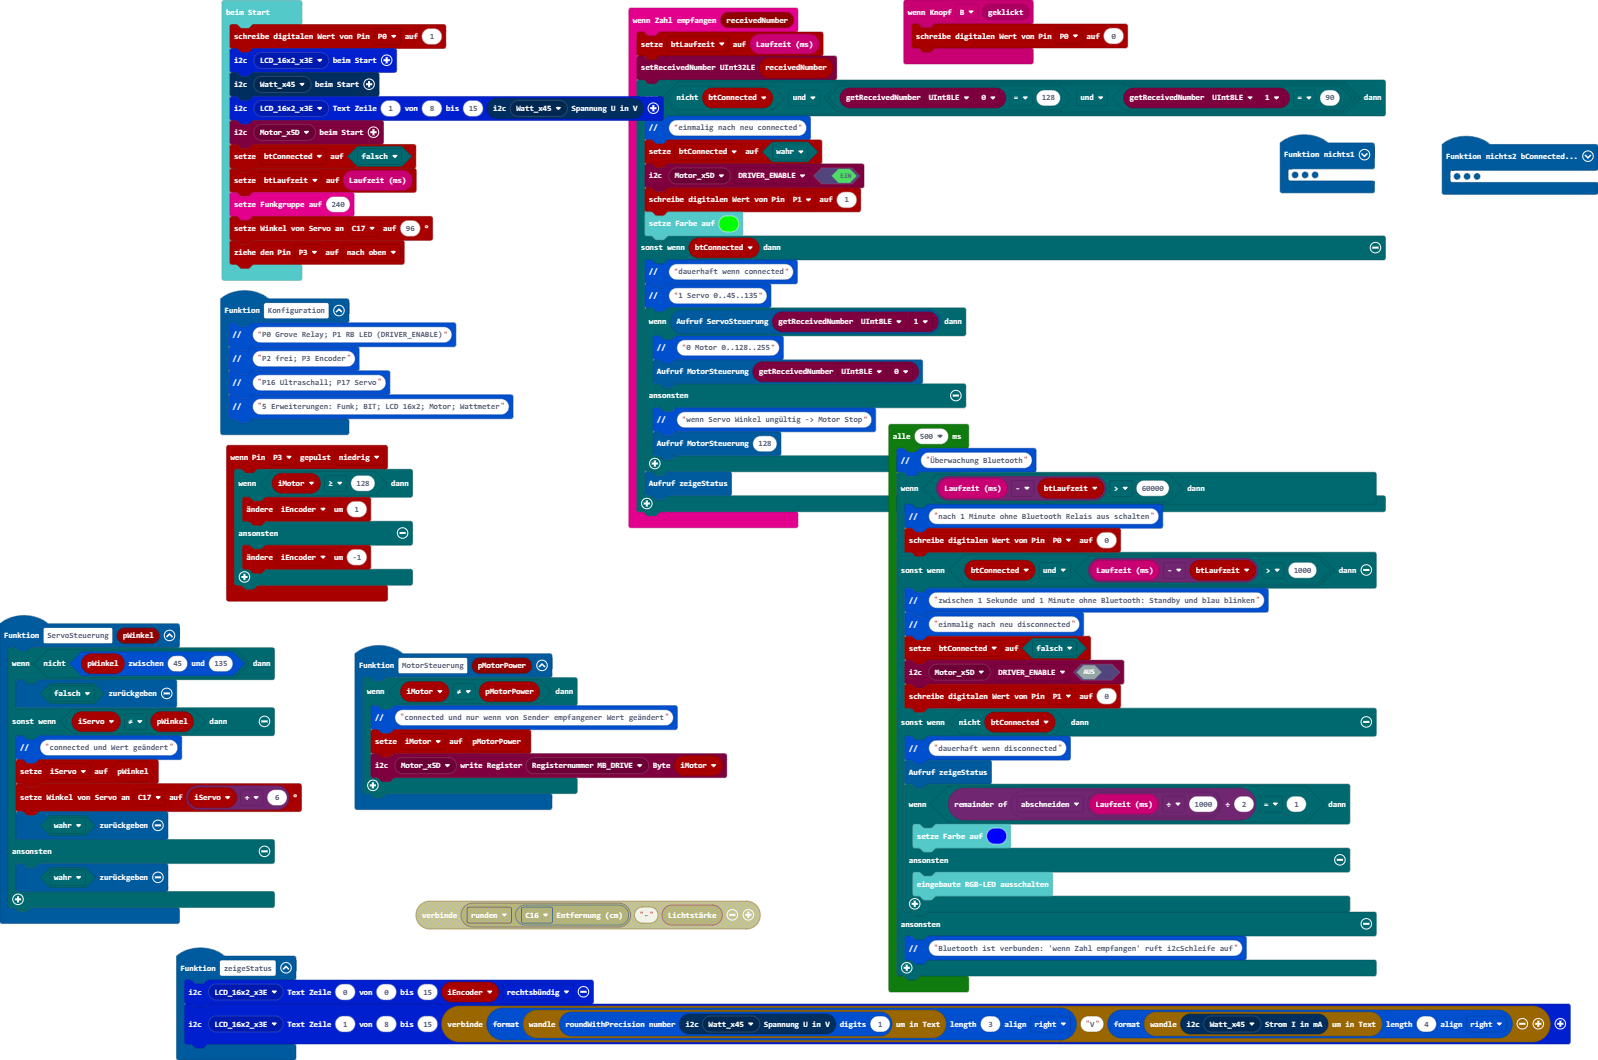 beim Start
schreibe digitalen Wert von Pin P0 auf 1
i2c LCD_16x2_x3E beim Start
i2c Watt_x45 beim Start
i2c LCD_16x2_x3E Text Zeile 1 von 8 bis 15 i2c Watt_x45 Spannung U in V
i2c Motor_x5D beim Start
setze btConnected auf falsch
setze btLaufzeit auf Laufzeit (ms)
setze Funkgruppe auf 240
setze Winkel von Servo an C17 auf 96 °
ziehe den Pin P3 auf nach oben
Funktion Konfiguration
// "P0 Grove Relay; P1 RB LED (DRIVER_ENABLE)"
// "P2 frei; P3 Encoder"
// "P16 Ultraschall; P17 Servo"
// "5 Erweiterungen: Funk; BIT; LCD 16x2; Motor; Wattmeter"
wenn Pin P3 gepulst niedrig
wenn iMotor ≥ 128 dann
ändere iEncoder um 1
ansonsten
ändere iEncoder um -1
Funktion ServoSteuerung pWinkel
wenn nicht pWinkel zwischen 45 und 135 dann
falsch zurückgeben
sonst wenn iServo ≠ pWinkel dann
// "connected und Wert geändert"
setze iServo auf pWinkel
setze Winkel von Servo an C17 auf iServo + 6 °
wahr zurückgeben
ansonsten
wahr zurückgeben
Funktion MotorSteuerung pMotorPower
wenn iMotor ≠ pMotorPower dann
// "connected und nur wenn von Sender empfangener Wert geändert"
setze iMotor auf pMotorPower
i2c Motor_x5D write Register Registernummer MB_DRIVE Byte iMotor
wenn Zahl empfangen receivedNumber
setze btLaufzeit auf Laufzeit (ms)
setReceivedNumber UInt32LE receivedNumber
nicht btConnected und getReceivedNumber UInt8LE 0 = 128 und getReceivedNumber UInt8LE 1 = 90 dann
// "einmalig nach neu connected"
setze btConnected auf wahr
i2c Motor_x5D DRIVER_ENABLE EIN
schreibe digitalen Wert von Pin P1 auf 1
setze Farbe auf
sonst wenn btConnected dann
// "dauerhaft wenn connected"
// "1 Servo 0..45..135"
wenn Aufruf ServoSteuerung getReceivedNumber UInt8LE 1 dann
// "0 Motor 0..128..255"
Aufruf MotorSteuerung getReceivedNumber UInt8LE 0
ansonsten
// "wenn Servo Winkel ungültig -> Motor Stop"
Aufruf MotorSteuerung 128
Aufruf zeigeStatus
wenn Knopf B geklickt
schreibe digitalen Wert von Pin P0 auf 0
Funktion nichts1
Funktion nichts2 bConnected...
alle 500 ms
// "Überwachung Bluetooth"
wenn Laufzeit (ms) - btLaufzeit > 60000 dann
// "nach 1 Minute ohne Bluetooth Relais aus schalten"
schreibe digitalen Wert von Pin P0 auf 0
sonst wenn btConnected und Laufzeit (ms) - btLaufzeit > 1000 dann
// "zwischen 1 Sekunde und 1 Minute ohne Bluetooth: Standby und blau blinken"
// "einmalig nach neu disconnected"
setze btConnected auf falsch
i2c Motor_x5D DRIVER_ENABLE AUS
schreibe digitalen Wert von Pin P1 auf 0
sonst wenn nicht btConnected dann
// "dauerhaft wenn disconnected"
Aufruf zeigeStatus
wenn remainder of abschneiden Laufzeit (ms) ÷ 1000 ÷ 2 = 1 dann
setze Farbe auf
ansonsten
eingebaute RGB-LED ausschalten
ansonsten
// "Bluetooth ist verbunden: 'wenn Zahl empfangen' ruft i2cSchleife auf"
verbinde runden C16 Entfernung (cm) "-" Lichtstärke
Funktion zeigeStatus
i2c LCD_16x2_x3E Text Zeile 0 von 0 bis 15 iEncoder rechtsbündig
i2c LCD_16x2_x3E Text Zeile 1 von 8 bis 15 verbinde format wandle roundWithPrecision number i2c Watt_x45 Spannung U in V digits 1 um in Text length 3 align right "V" format wandle i2c Watt_x45 Strom I in mA um in Text length 4 align right